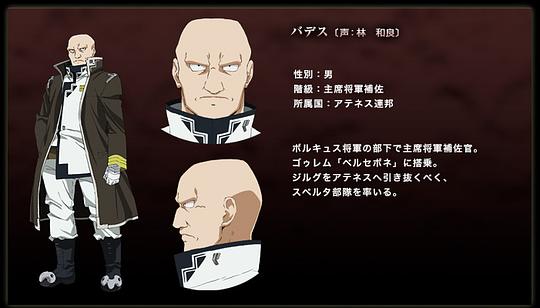 バデス〔声：林　和良〕
性別：男
階級：主席将軍補佐
所属国：アテネス連邦
ボルキュス将軍の部下で主席将軍補佐官。
ゴゥレム「ペルセポネ」に搭乗。
ジルグをアテネスへ引き抜くべく、
スペルタ部隊を率いる。